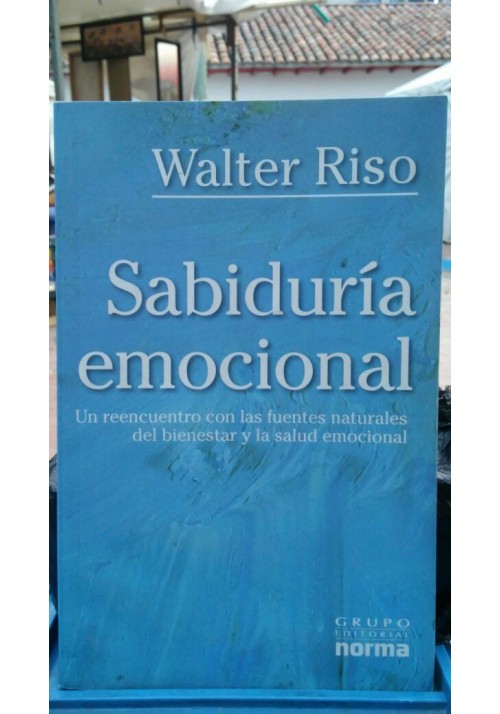 Walter Riso
Sabiduría
emocional
Un reencuentro con las fuentes naturales
del bienestar y la salud emocional
GRUPO
EDITORIAL
norma